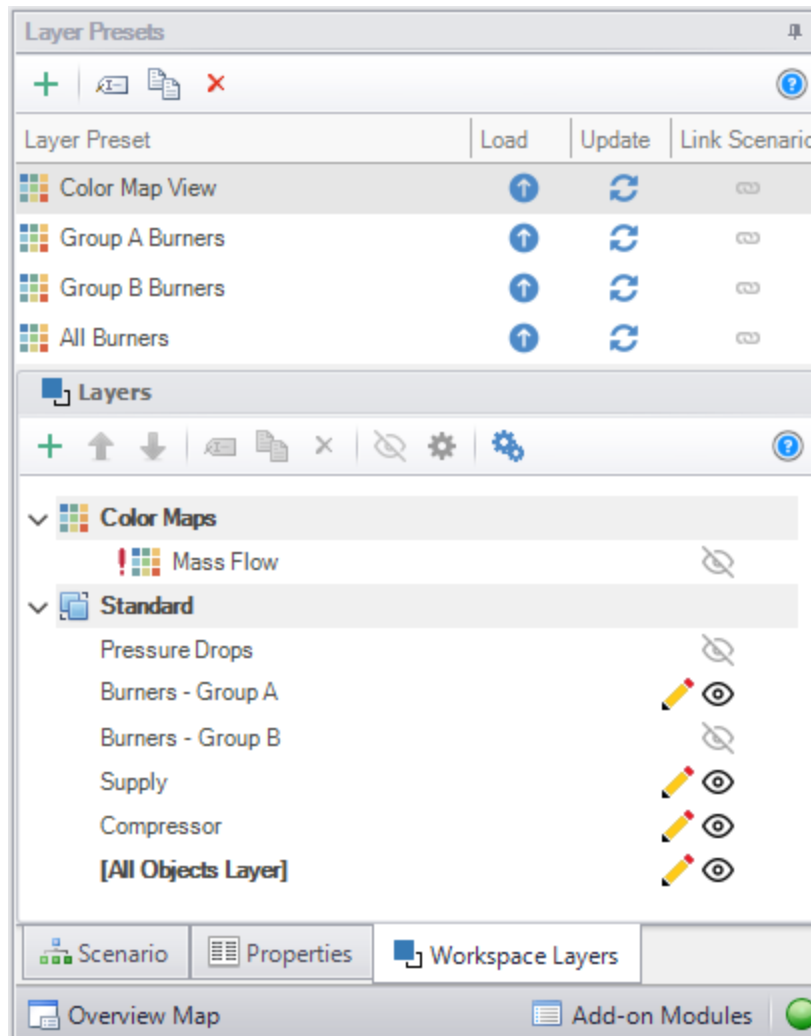 Layer Presets
Layer Preset Load Update Link Scenario
Color Map View
Group A Burners
Group B Burners
All Burners
Layers
Color Maps
Mass Flow
Standard
Pressure Drops
Burners - Group A
Burners - Group B
Supply
Compressor
[All Objects Layer]
Scenario Properties Workspace Layers
Overview Map Add-on Modules